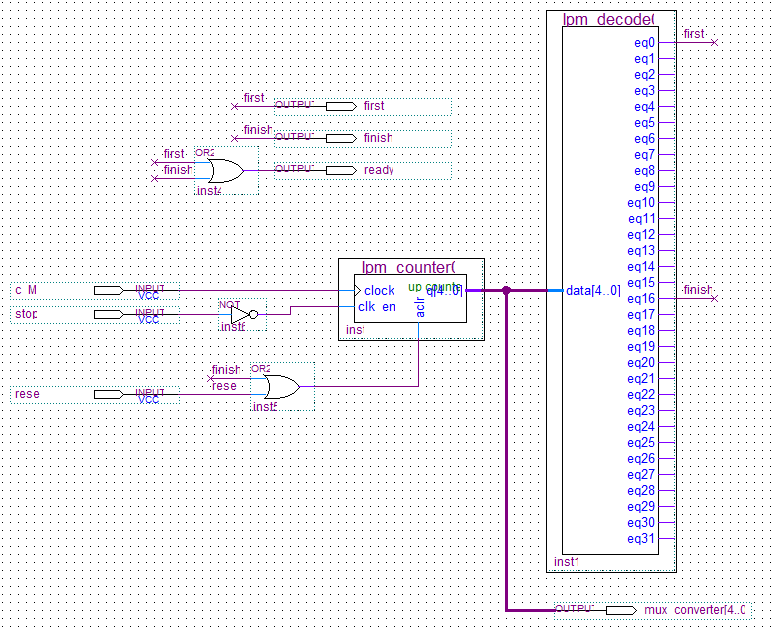 lpm_decode(
first
eq0
eq1
eq2
eq3
first OUTPUT first
eq4
eq5
finish OUTPUT finish
eq6
first OR2
eq7
finish OUTPUT ready
eq8
inst4
eq9
eq10
eq11
eq12
eq13
lpm_counter(
eq14
up counte
eq15
c_M INPUT VCC
clock q[4..0]
data[4..0]
finish
eq16
stop INPUT VCC
NOT
clk_en
aclr
inst
inst
eq17
eq18
eq19
eq20
finish OR2
eq21
rese
rese INPUT VCC
eq22
inst
eq23
eq24
eq25
eq26
eq27
eq28
eq29
eq30
eq31
inst
OUTPUT mux_converter[4..0